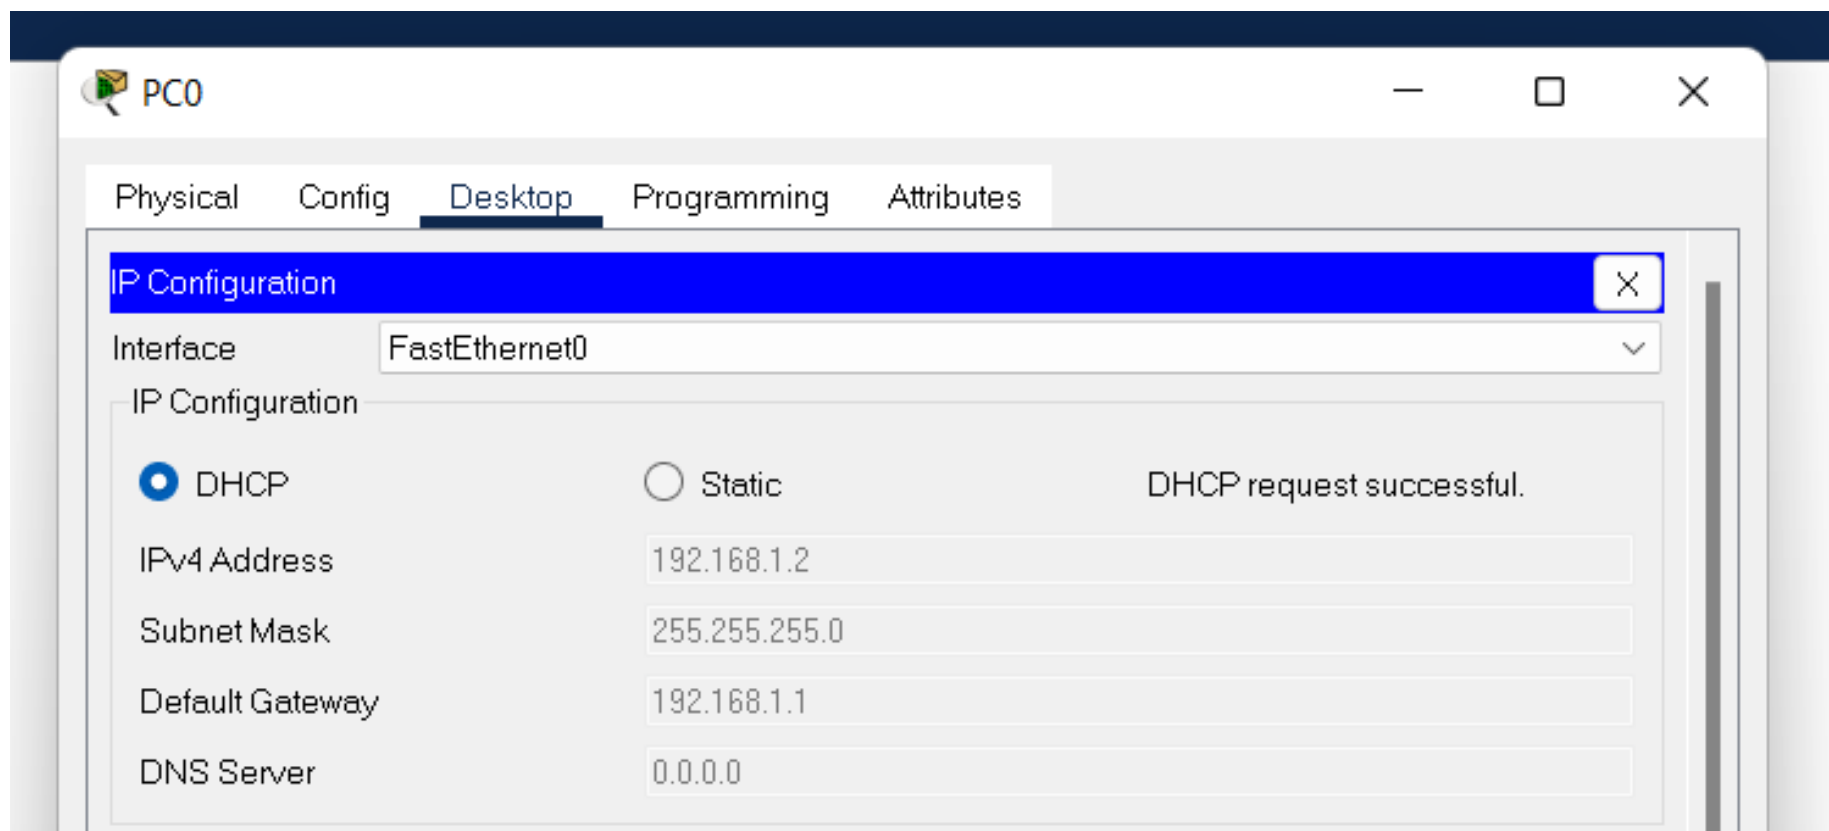 PC0
Physical Config Desktop Programming Attributes
IP Configuration X
Interface FastEthernet0
IP Configuration
DHCP Static DHCP request successful.
IPv4 Address 192.168.1.2
Subnet Mask 255.255.255.0
Default Gateway 192.168.1.1
DNS Server 0.0.0.0